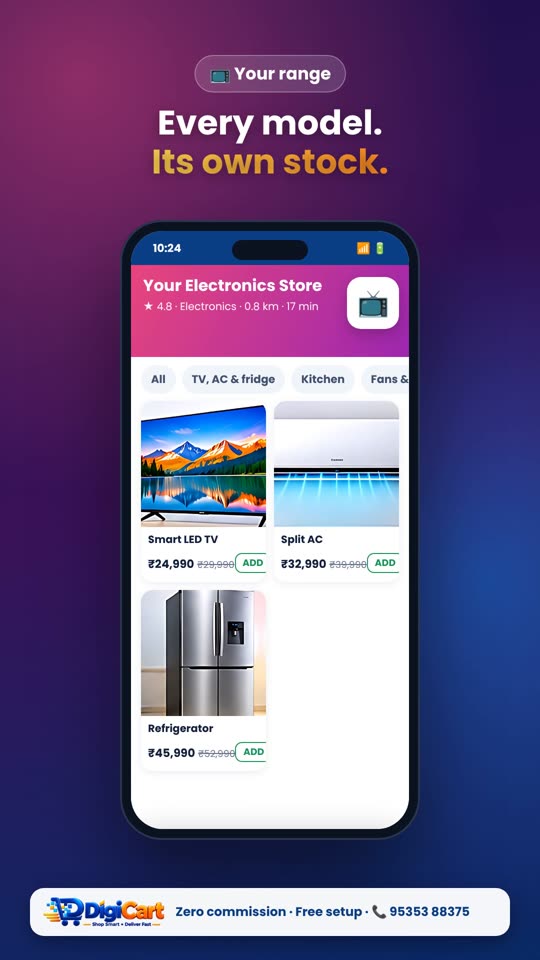 📺 Your range
Every model.
Its own stock.
10:24
Your Electronics Store
★ 4.8 · Electronics · 0.8 km · 17 min
All
TV, AC & fridge
Kitchen
Fans &
Smart LED TV
₹24,990 ₹29,990 ADD
Split AC
₹32,990 ₹39,990 ADD
Refrigerator
₹45,990 ₹52,990 ADD
DigiCart
Shop Smart • Deliver Fast
Zero commission · Free setup · 📞 95353 88375